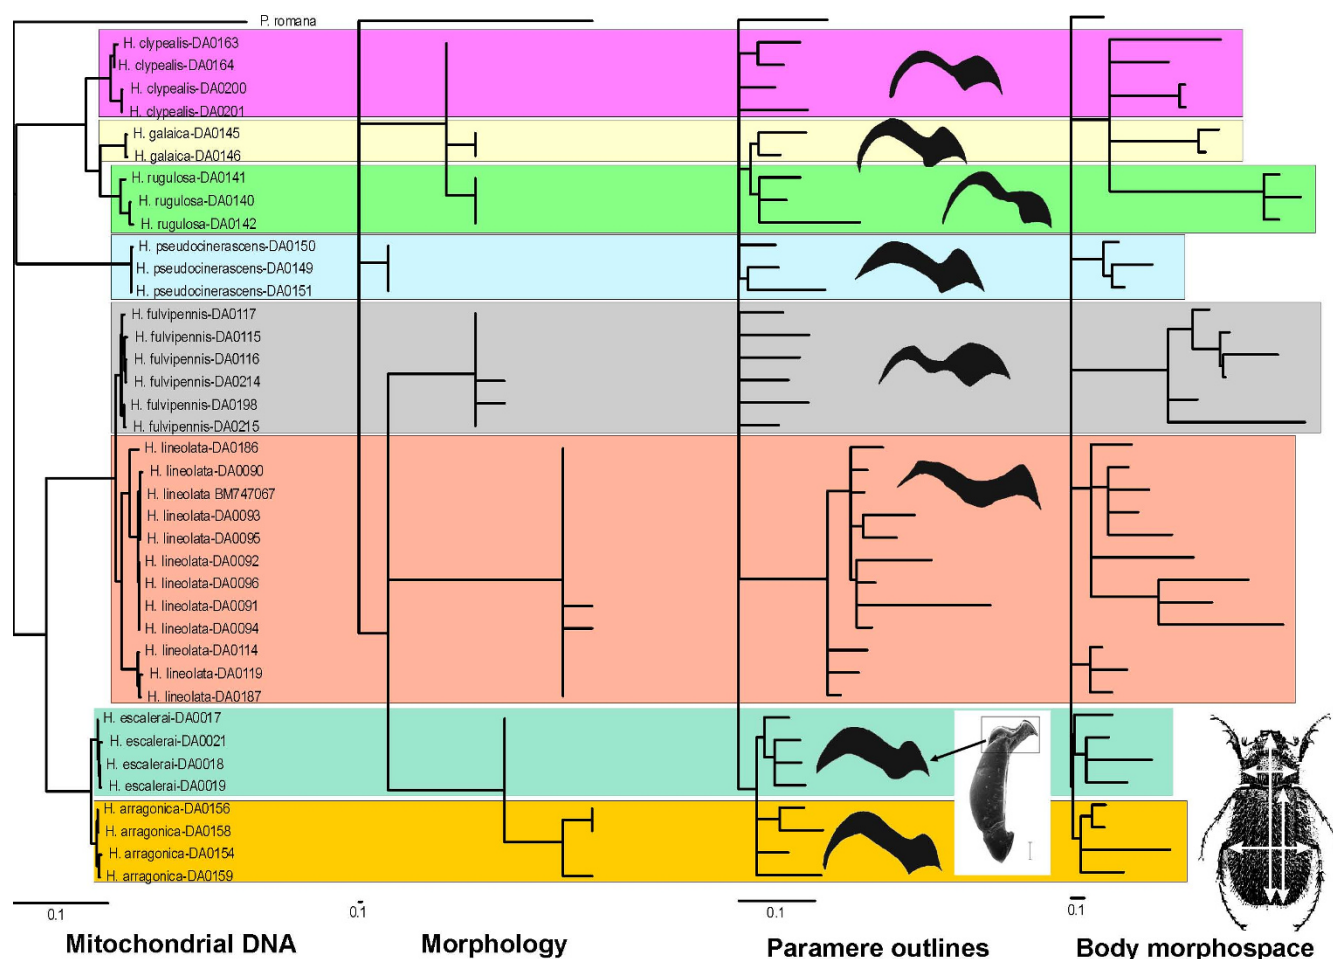 P. romana
H. clypealis-DA0163
H. clypealis-DA0164
H. clypealis-DA0200
H. clypealis-DA0201
H. galaica-DA0145
H. galaica-DA0146
H. rugulosa-DA0141
H. rugulosa-DA0140
H. rugulosa-DA0142
H. pseudocinerascens-DA0150
H. pseudocinerascens-DA0149
H. pseudocinerascens-DA0151
H. fulvipennis-DA0117
H. fulvipennis-DA0115
H. fulvipennis-DA0116
H. fulvipennis-DA0214
H. fulvipennis-DA0198
H. fulvipennis-DA0215
H. lineolata-DA0186
H. lineolata-DA0090
H. lineolata BM747067
H. lineolata-DA0093
H. lineolata-DA0095
H. lineolata-DA0092
H. lineolata-DA0096
H. lineolata-DA0091
H. lineolata-DA0094
H. lineolata-DA0114
H. lineolata-DA0119
H. lineolata-DA0187
H. escalerai-DA0017
H. escalerai-DA0021
H. escalerai-DA0018
H. escalerai-DA0019
H. arragonica-DA0156
H. arragonica-DA0158
H. arragonica-DA0154
H. arragonica-DA0159
0.1 0.1 0.1 0.1
Mitochondrial DNA Morphology Paramere outlines Body morphospace